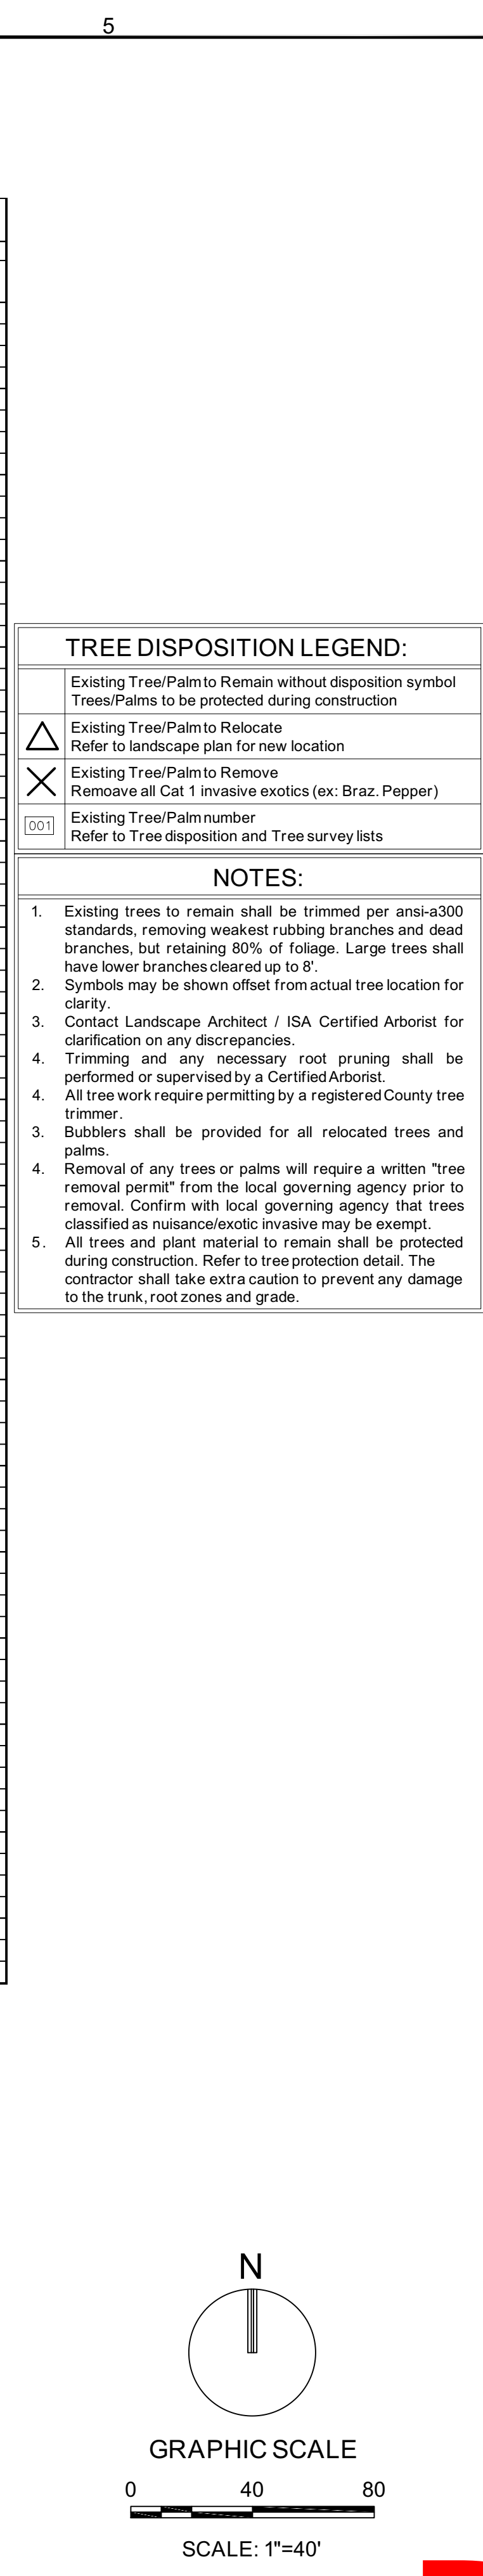 5
TREE DISPOSITION LEGEND:
Existing Tree/Palm to Remain without disposition symbol
Trees/Palms to be protected during construction
Existing Tree/Palm to Relocate
Refer to landscape plan for new location
Existing Tree/Palm to Remove
Remoave all Cat 1 invasive exotics (ex: Braz. Pepper)
001
Existing Tree/Palm number
Refer to Tree disposition and Tree survey lists
NOTES:
1. Existing trees to remain shall be trimmed per ansi-a300
standards, removing weakest rubbing branches and dead
branches, but retaining 80% of foliage. Large trees shall
have lower branches cleared up to 8'.
2. Symbols may be shown offset from actual tree location for
clarity.
3. Contact Landscape Architect / ISA Certified Arborist for
clarification on any discrepancies.
4. Trimming and any necessary root pruning shall be
performed or supervised by a Certified Arborist.
4. All tree work require permitting by a registered County tree
trimmer.
3. Bubblers shall be provided for all relocated trees and
palms.
4. Removal of any trees or palms will require a written "tree
removal permit" from the local governing agency prior to
removal. Confirm with local governing agency that trees
classified as nuisance/exotic invasive may be exempt.
5. All trees and plant material to remain shall be protected
during construction. Refer to tree protection detail. The
contractor shall take extra caution to prevent any damage
to the trunk, root zones and grade.
N
GRAPHIC SCALE
0 40 80
SCALE: 1"=40'